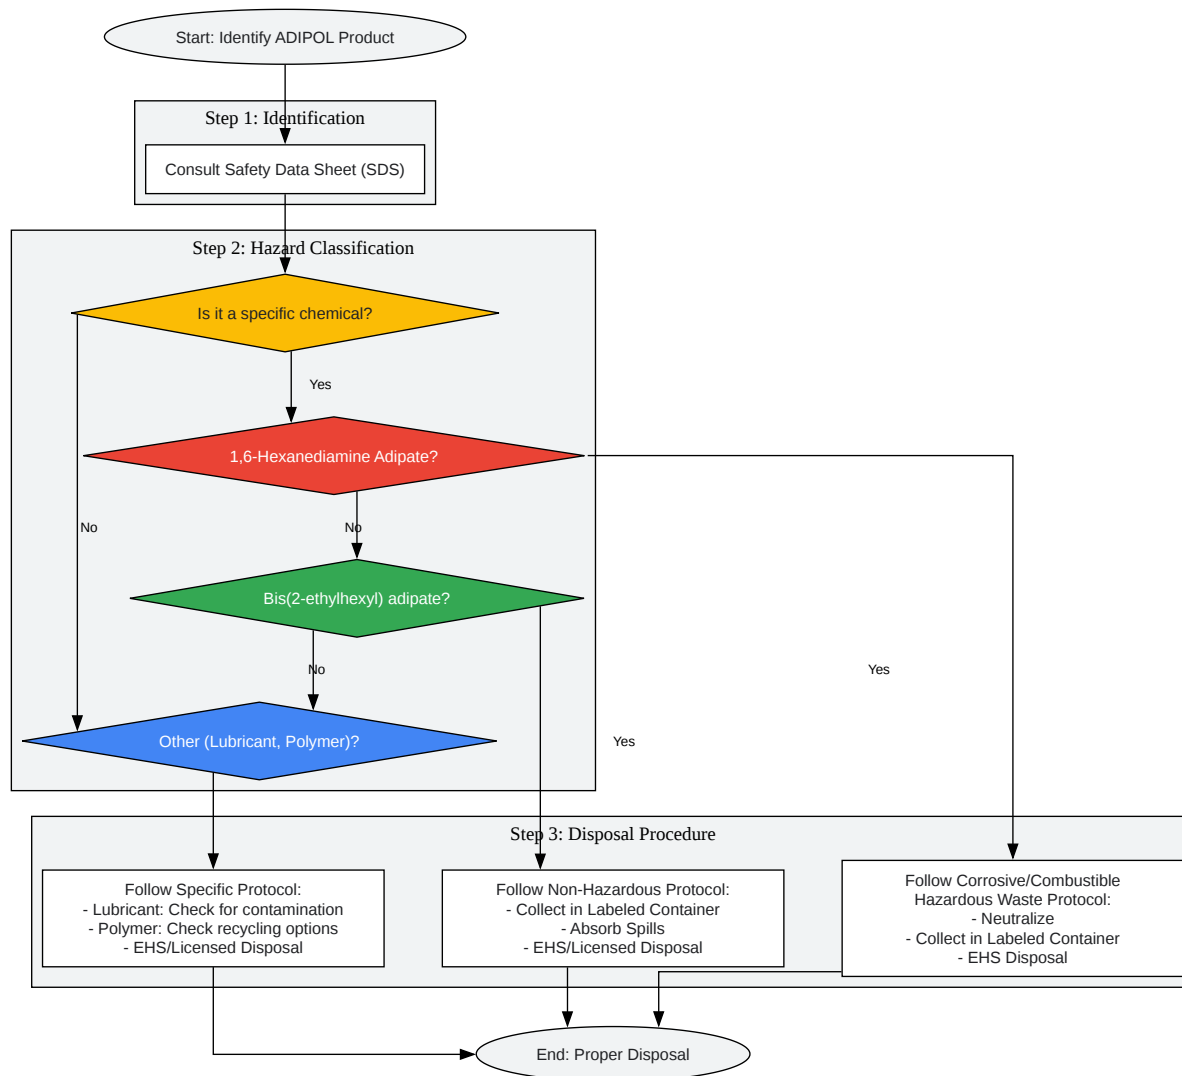 Start: Identify ADIPOL Product
Step 1: Identification
Consult Safety Data Sheet (SDS)
Step 2: Hazard Classification
Is it a specific chemical?
Yes
1,6-Hexanediamine Adipate?
No
No
Bis(2-ethylhexyl) adipate?
No
Yes
Other (Lubricant, Polymer)?
Yes
Step 3: Disposal Procedure
Follow Specific Protocol:
- Lubricant: Check for contamination
- Polymer: Check recycling options
- EHS/Licensed Disposal
Follow Non-Hazardous Protocol:
- Collect in Labeled Container
- Absorb Spills
- EHS/Licensed Disposal
Follow Corrosive/Combustible
Hazardous Waste Protocol:
- Neutralize
- Collect in Labeled Container
- EHS Disposal
End: Proper Disposal